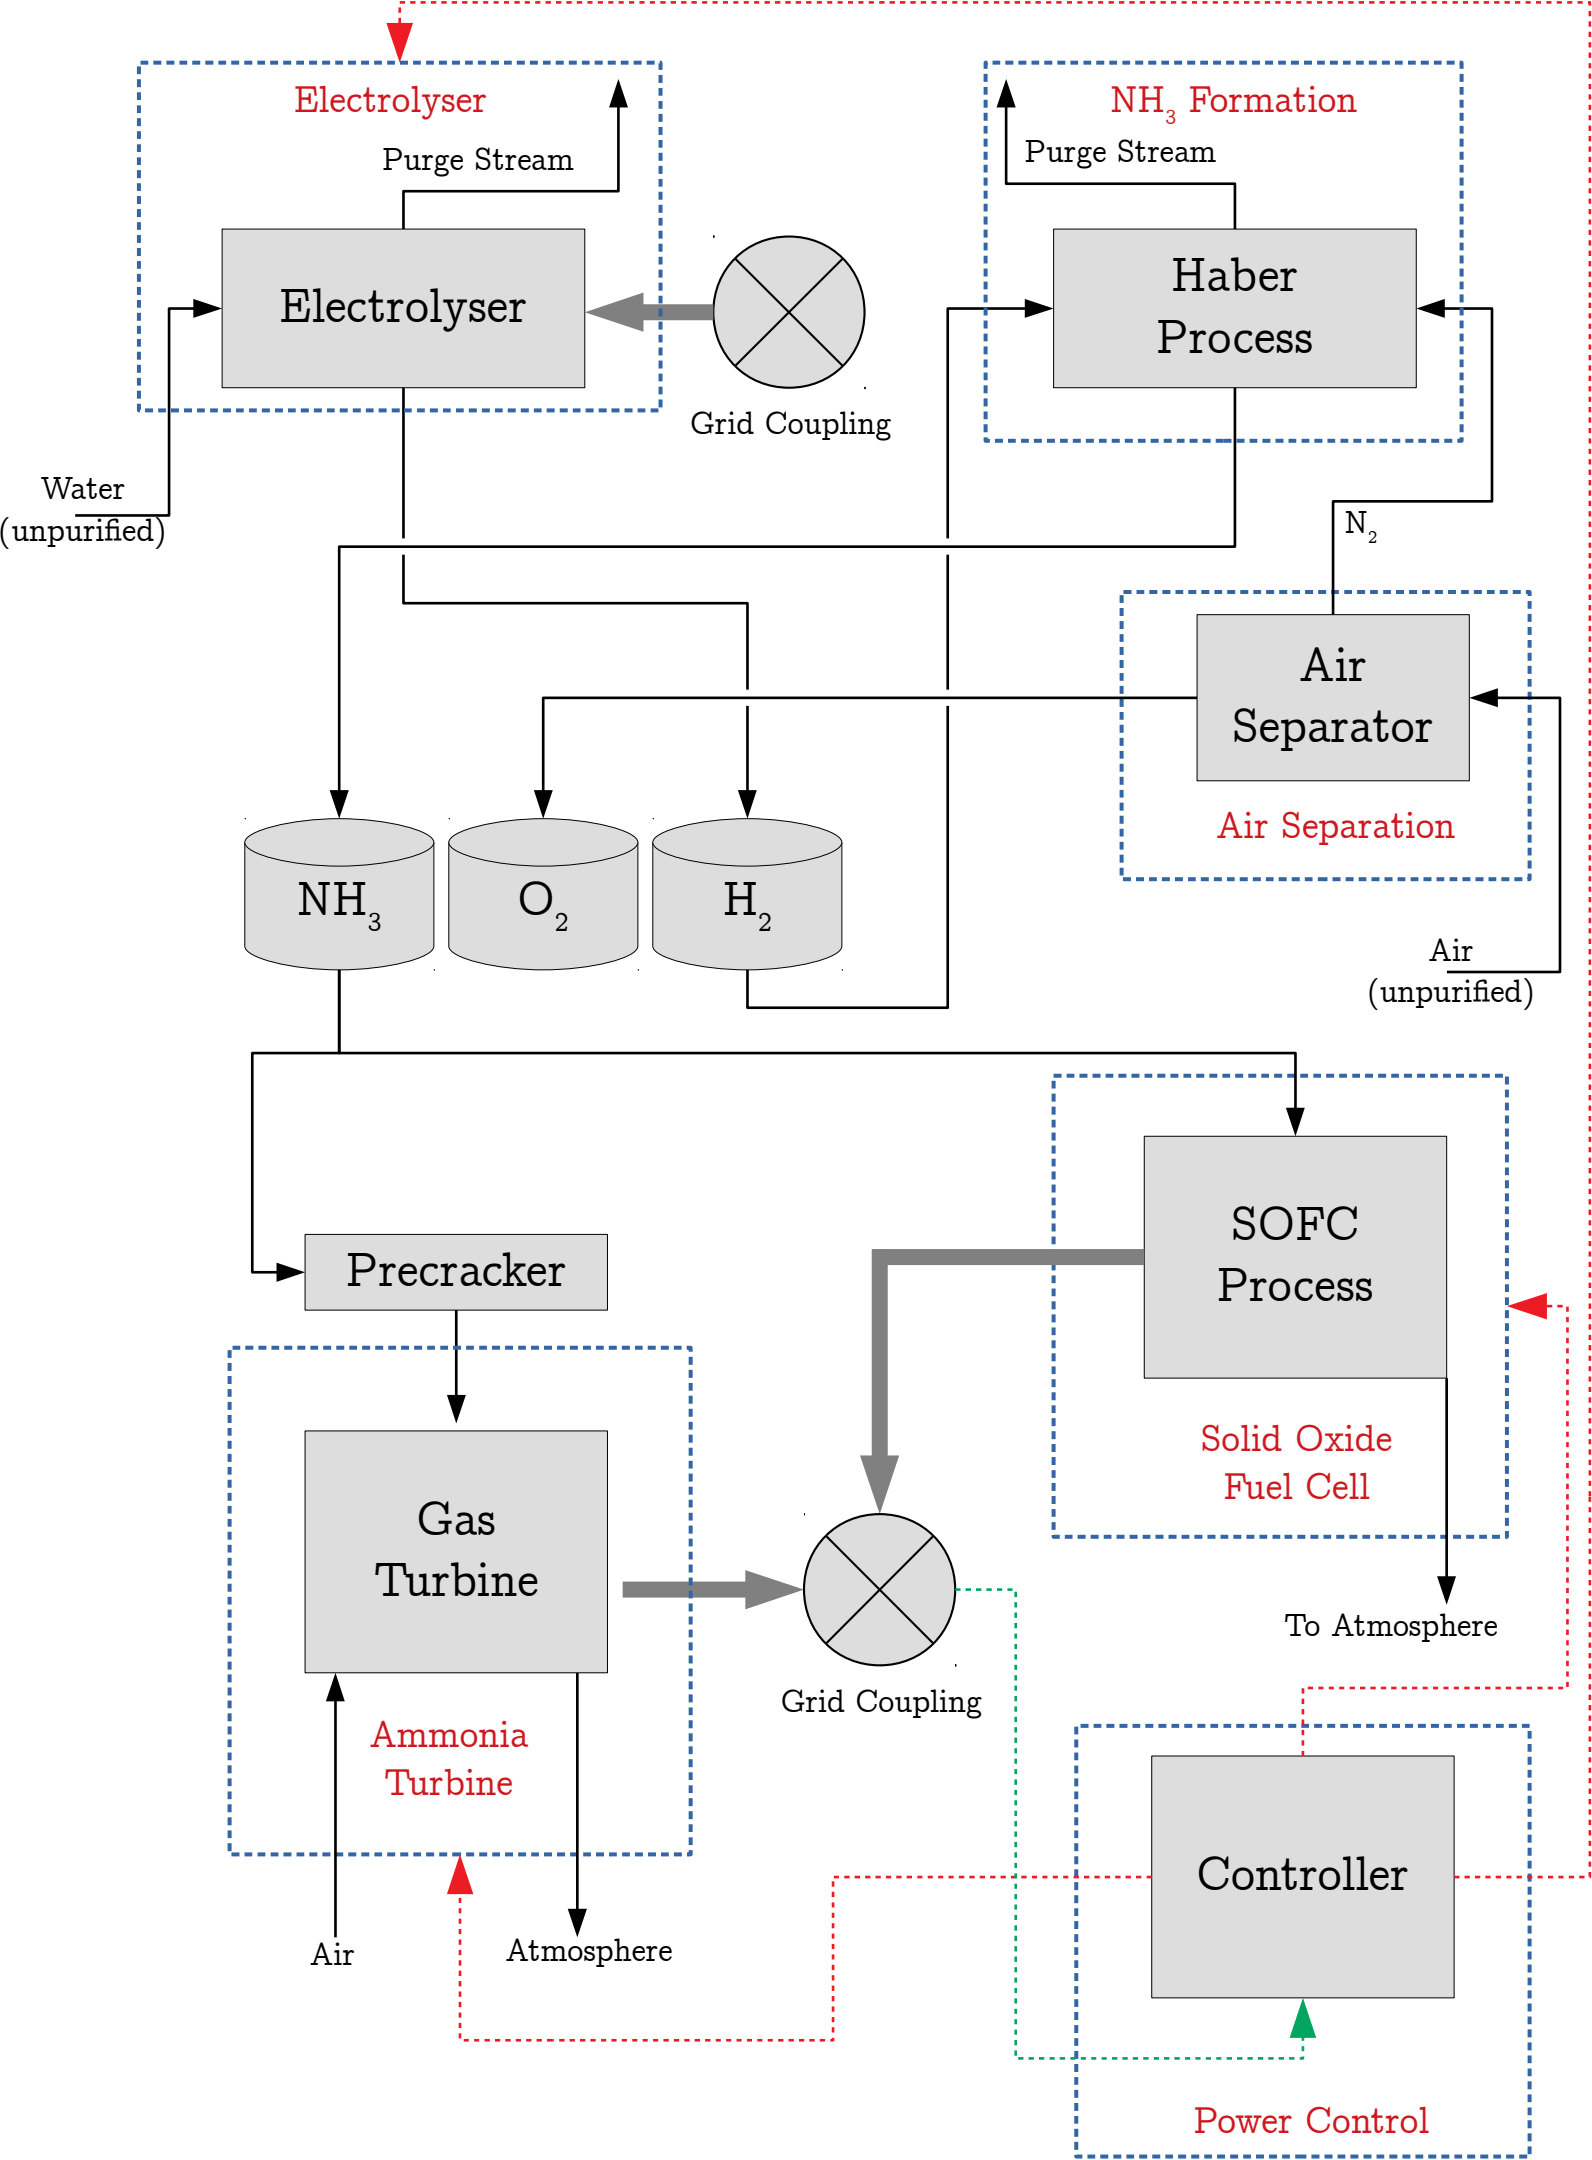 Electrolyser
NH₃ Formation
Purge Stream
Purge Stream
Electrolyser
Haber
Process
Grid Coupling
Water
(unpurified)
N₂
Air
Separator
Air Separation
NH₃
O₂
H₂
Air
(unpurified)
SOFC
Process
Precracker
Solid Oxide
Fuel Cell
Gas
Turbine
To Atmosphere
Grid Coupling
Ammonia
Turbine
Controller
Air
Atmosphere
Power Control